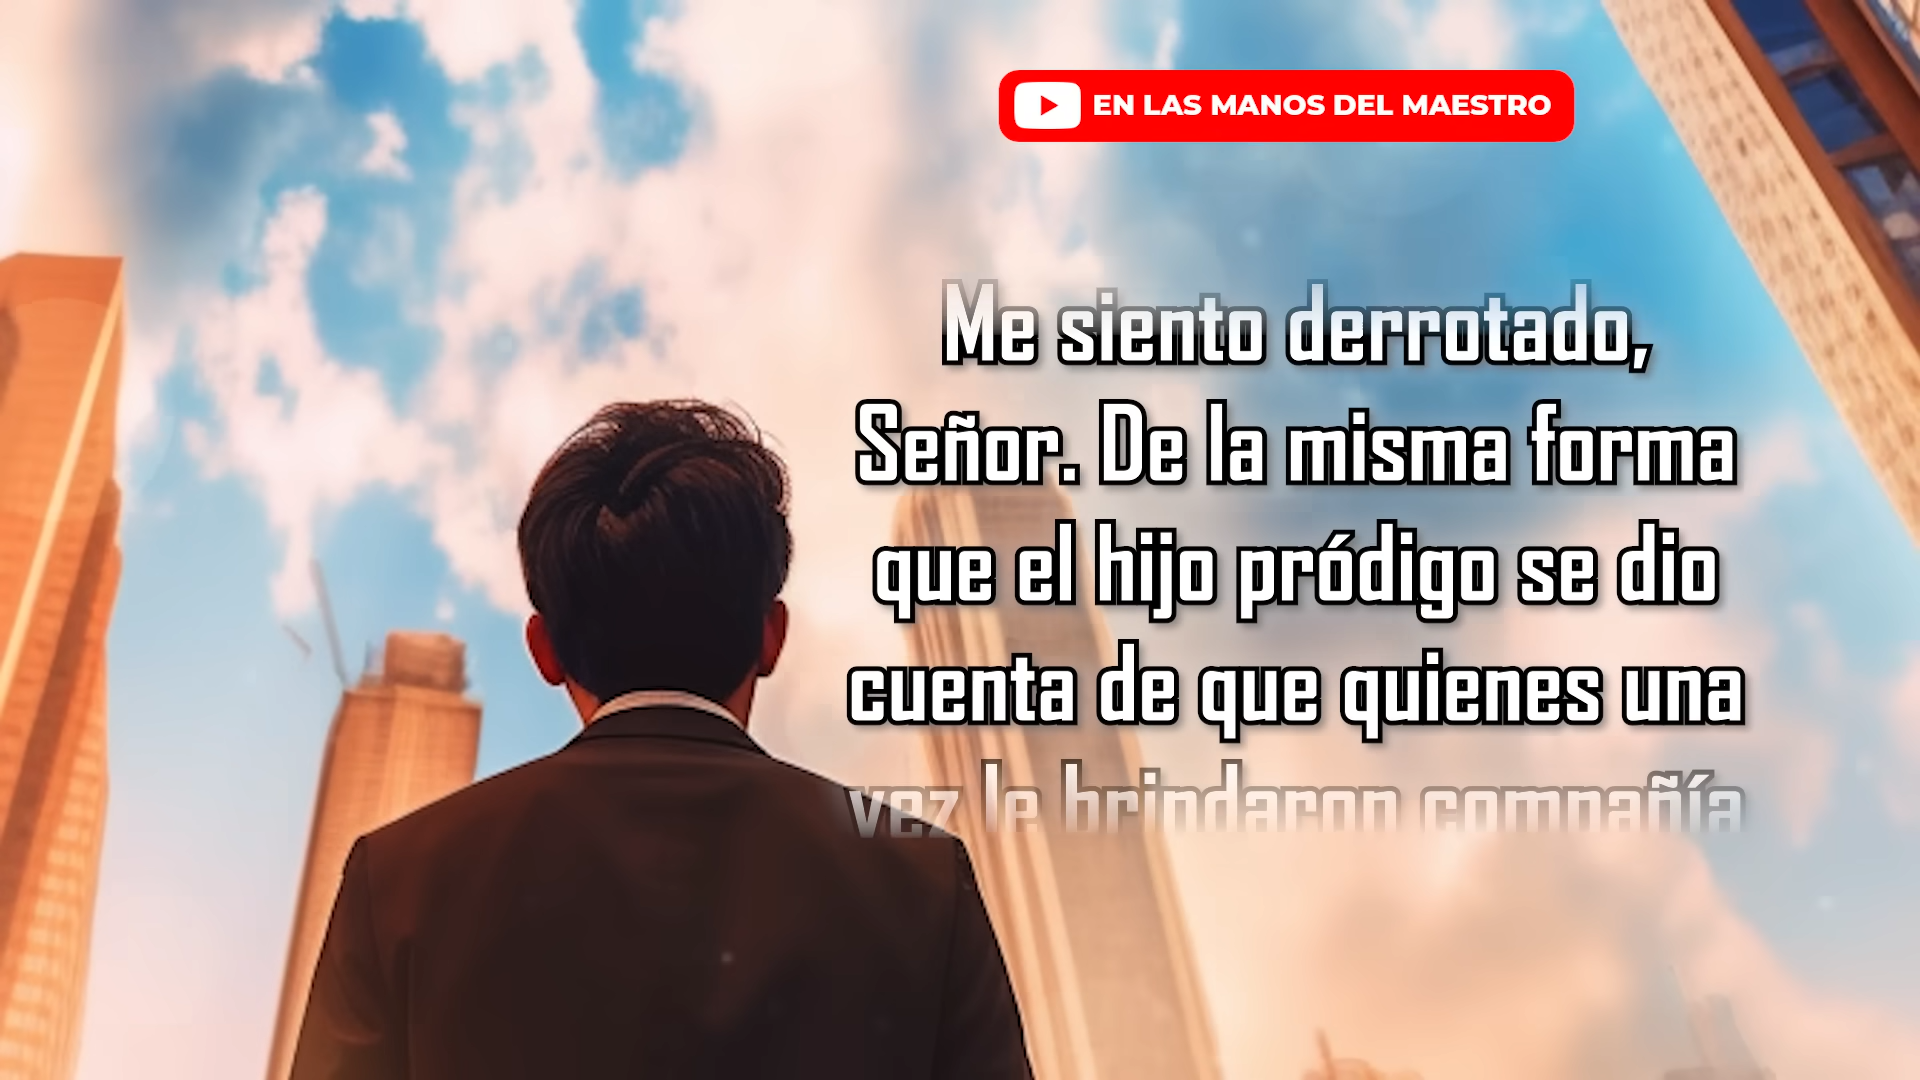 EN LAS MANOS DEL MAESTRO
Me siento derrotado,
Señor. De la misma forma
que el hijo pródigo se dio
cuenta de que quienes una
vez le brindaron compañía